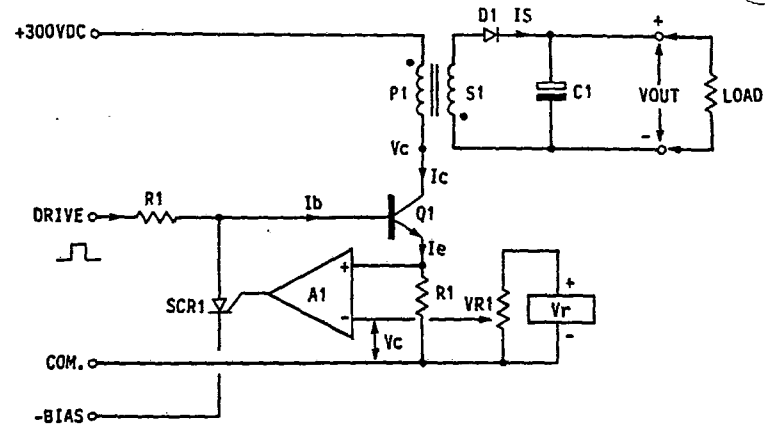 +300VDC
D1 IS
+
P1
S1
C1
VOUT
LOAD
-
Vc
Ic
DRIVE
R1
Ib
Q1
Ie
SCR1
A1
+
-
R1
VR1
+
Vr
-
Vc
COM.
-BIAS